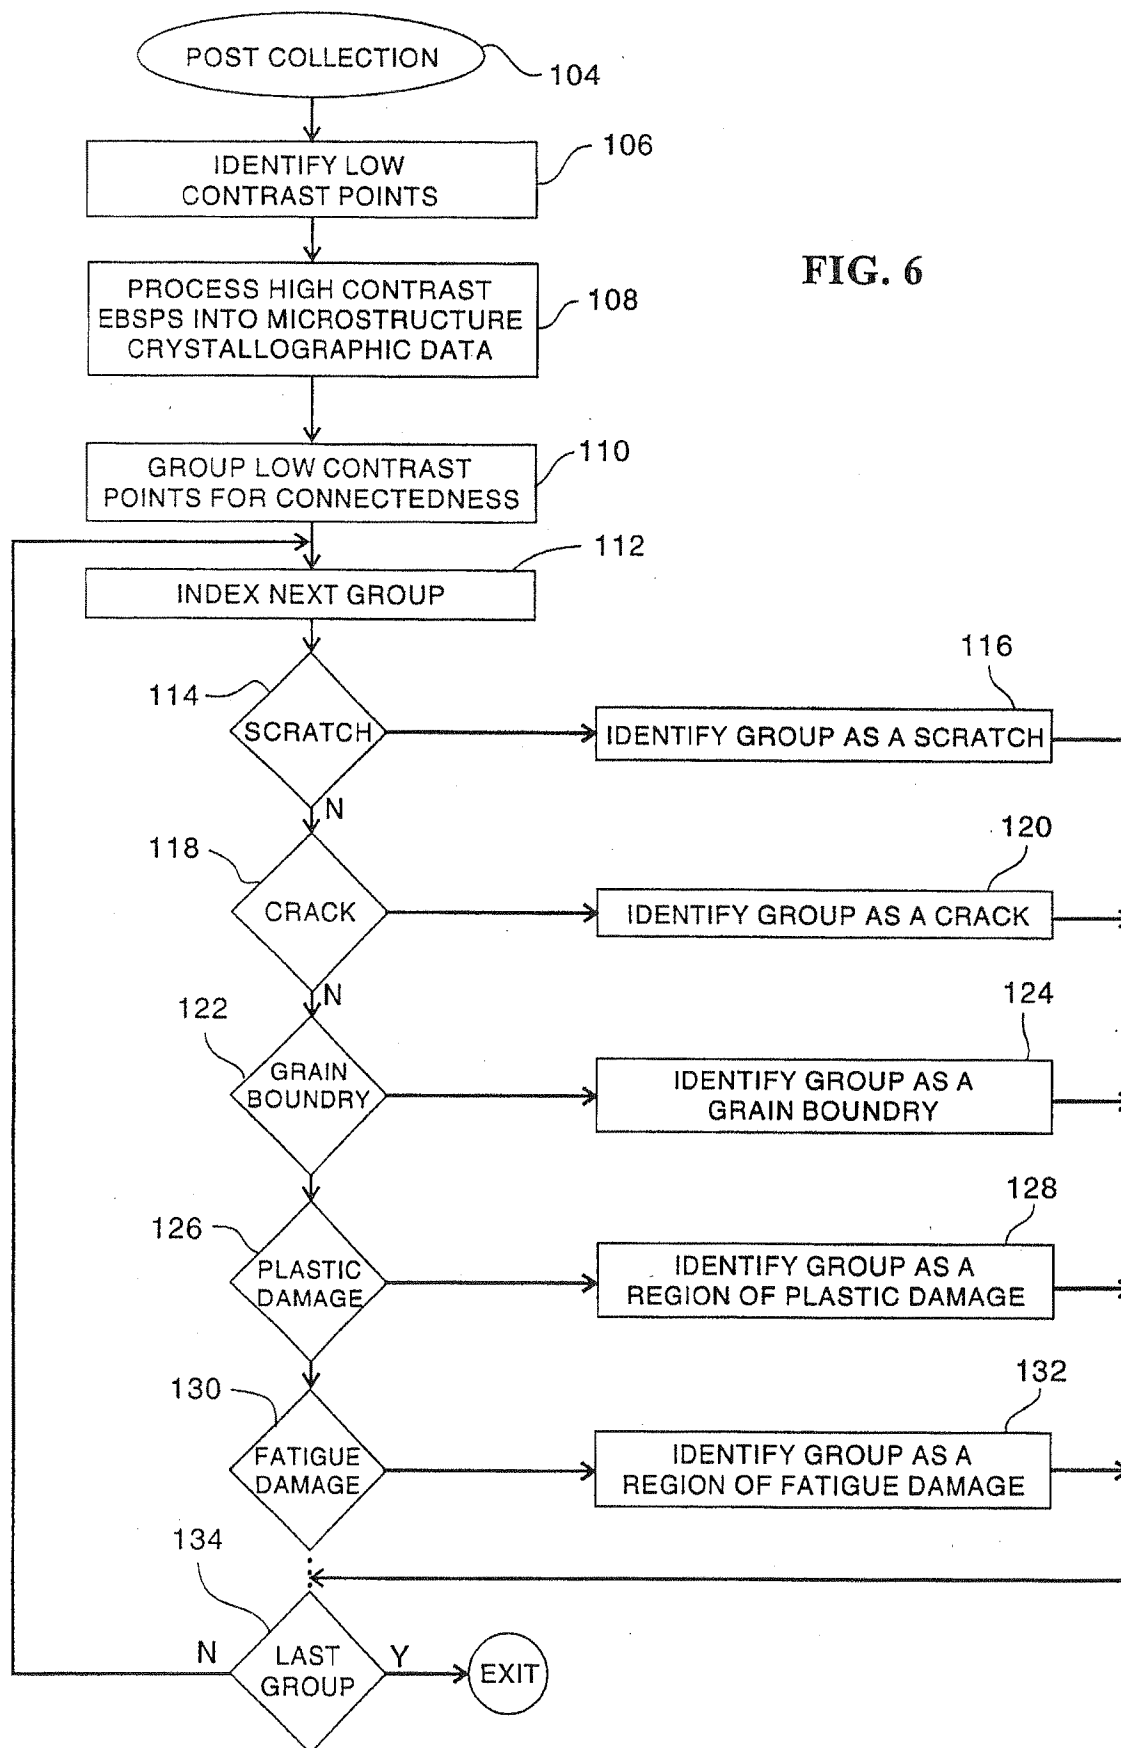 POST COLLECTION
104
IDENTIFY LOW
CONTRAST POINTS
106
FIG. 6
PROCESS HIGH CONTRAST
EBSPS INTO MICROSTRUCTURE
CRYSTALLOGRAPHIC DATA
108
GROUP LOW CONTRAST
POINTS FOR CONNECTEDNESS
110
INDEX NEXT GROUP
112
114
SCRATCH
N
116
IDENTIFY GROUP AS A SCRATCH
118
CRACK
N
120
IDENTIFY GROUP AS A CRACK
122
GRAIN
BOUNDRY
124
IDENTIFY GROUP AS A
GRAIN BOUNDRY
126
PLASTIC
DAMAGE
128
IDENTIFY GROUP AS A
REGION OF PLASTIC DAMAGE
130
FATIGUE
DAMAGE
132
IDENTIFY GROUP AS A
REGION OF FATIGUE DAMAGE
134
N
LAST
GROUP
Y
EXIT